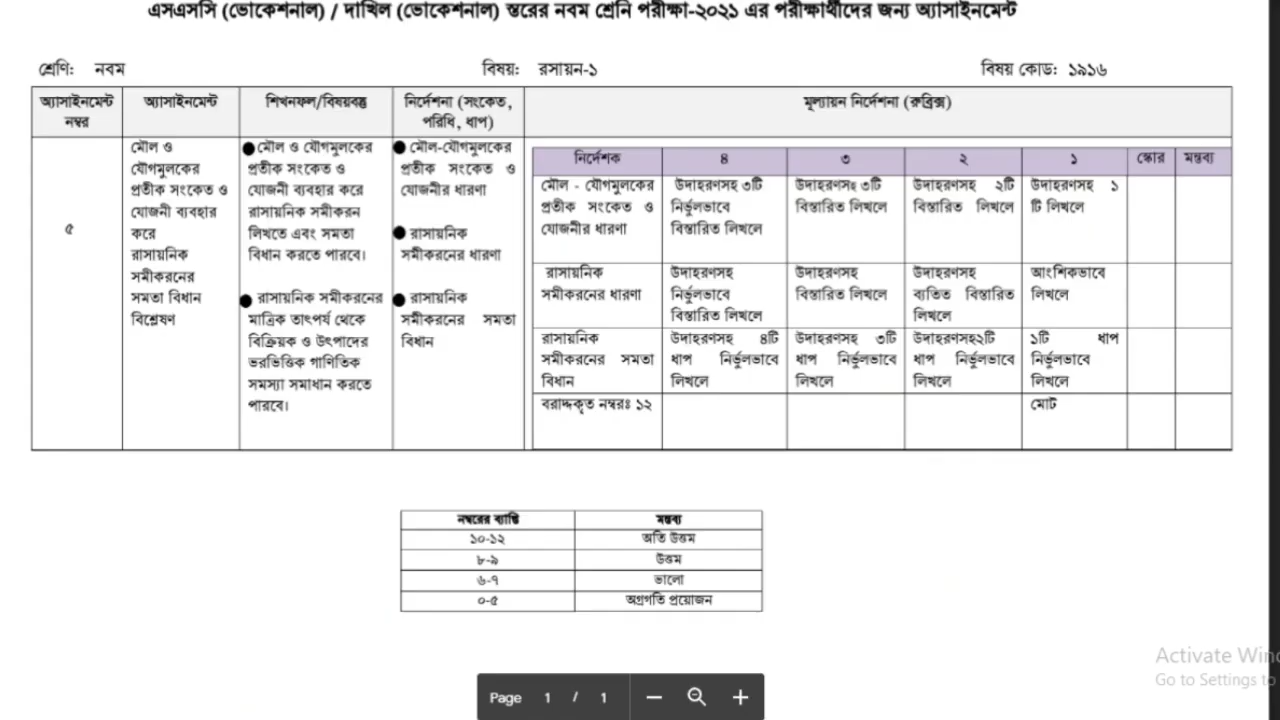 এসএসসি (ভোকেশনাল) / দাখিল (ভোকেশনাল) স্তরের নবম শ্রেনি পরীক্ষা-২০২১ এর পরীক্ষার্থীদের জন্য অ্যাসাইনমেন্ট
শ্রেণি: নবম বিষয়: রসায়ন-১ বিষয় কোড: ১৯১৬
অ্যাসাইনমেন্ট নম্বর
অ্যাসাইনমেন্ট
শিখনফল/বিষয়বস্তু
নির্দেশনা (সংকেত,
পরিধি, ধাপ)
মূল্যায়ন নির্দেশনা (রুব্রিক্স)
৫
মৌল ও
যৌগমুলকের
প্রতীক সংকেত ও
যোজনী ব্যবহার
করে
রাসায়নিক
সমীকরনের
সমতা বিধান
বিশ্লেষণ
মৌল ও যৌগমুলকের
প্রতীক সংকেত ও
যোজনী ব্যবহার করে
রাসায়নিক সমীকরন
লিখতে এবং সমতা
বিধান করতে পারবে।
রাসায়নিক সমীকরনের
মাত্রিক তাৎপর্য থেকে
বিক্রিয়ক ও উৎপাদের
ভরভিত্তিক গাণিতিক
সমস্যা সমাধান করতে
পারবে।
মৌল-যৌগমুলকের
প্রতীক সংকেত ও
যোজনীর ধারণা
রাসায়নিক
সমীকরনের ধারণা
রাসায়নিক
সমীকরনের সমতা
বিধান
নির্দেশক ৪ ৩ ২ ১ স্কোর মন্তব্য
মৌল - যৌগমুলকের
প্রতীক সংকেত ও
যোজনীর ধারণা
উদাহরণসহ ৩টি
নির্ভুলভাবে
বিস্তারিত লিখলে
উদাহরণসহ ৩টি
বিস্তারিত লিখলে
উদাহরণসহ ২টি
বিস্তারিত লিখলে
উদাহরণসহ ১
টি লিখলে
রাসায়নিক
সমীকরনের ধারণা
উদাহরণসহ
নির্ভুলভাবে
বিস্তারিত লিখলে
উদাহরণসহ
বিস্তারিত লিখলে
উদাহরণসহ
ব্যতিত বিস্তারিত
লিখলে
আংশিকভাবে
লিখলে
রাসায়নিক
সমীকরনের সমতা
বিধান
উদাহরণসহ ৪টি
ধাপ নির্ভুলভাবে
লিখলে
উদাহরণসহ ৩টি
ধাপ নির্ভুলভাবে
লিখলে
উদাহরণসহ২টি
ধাপ নির্ভুলভাবে
লিখলে
১টি ধাপ
নির্ভুলভাবে
লিখলে
বরাদ্দকৃত নম্বরঃ ১২ মোট
নম্বরের ব্যাপ্তি মন্তব্য
১০-১২ অতি উত্তম
৮-৯ উত্তম
৬-৭ ভালো
০-৫ অগ্রগতি প্রয়োজন
Activate Win
Go to Settings to
Page 1 / 1